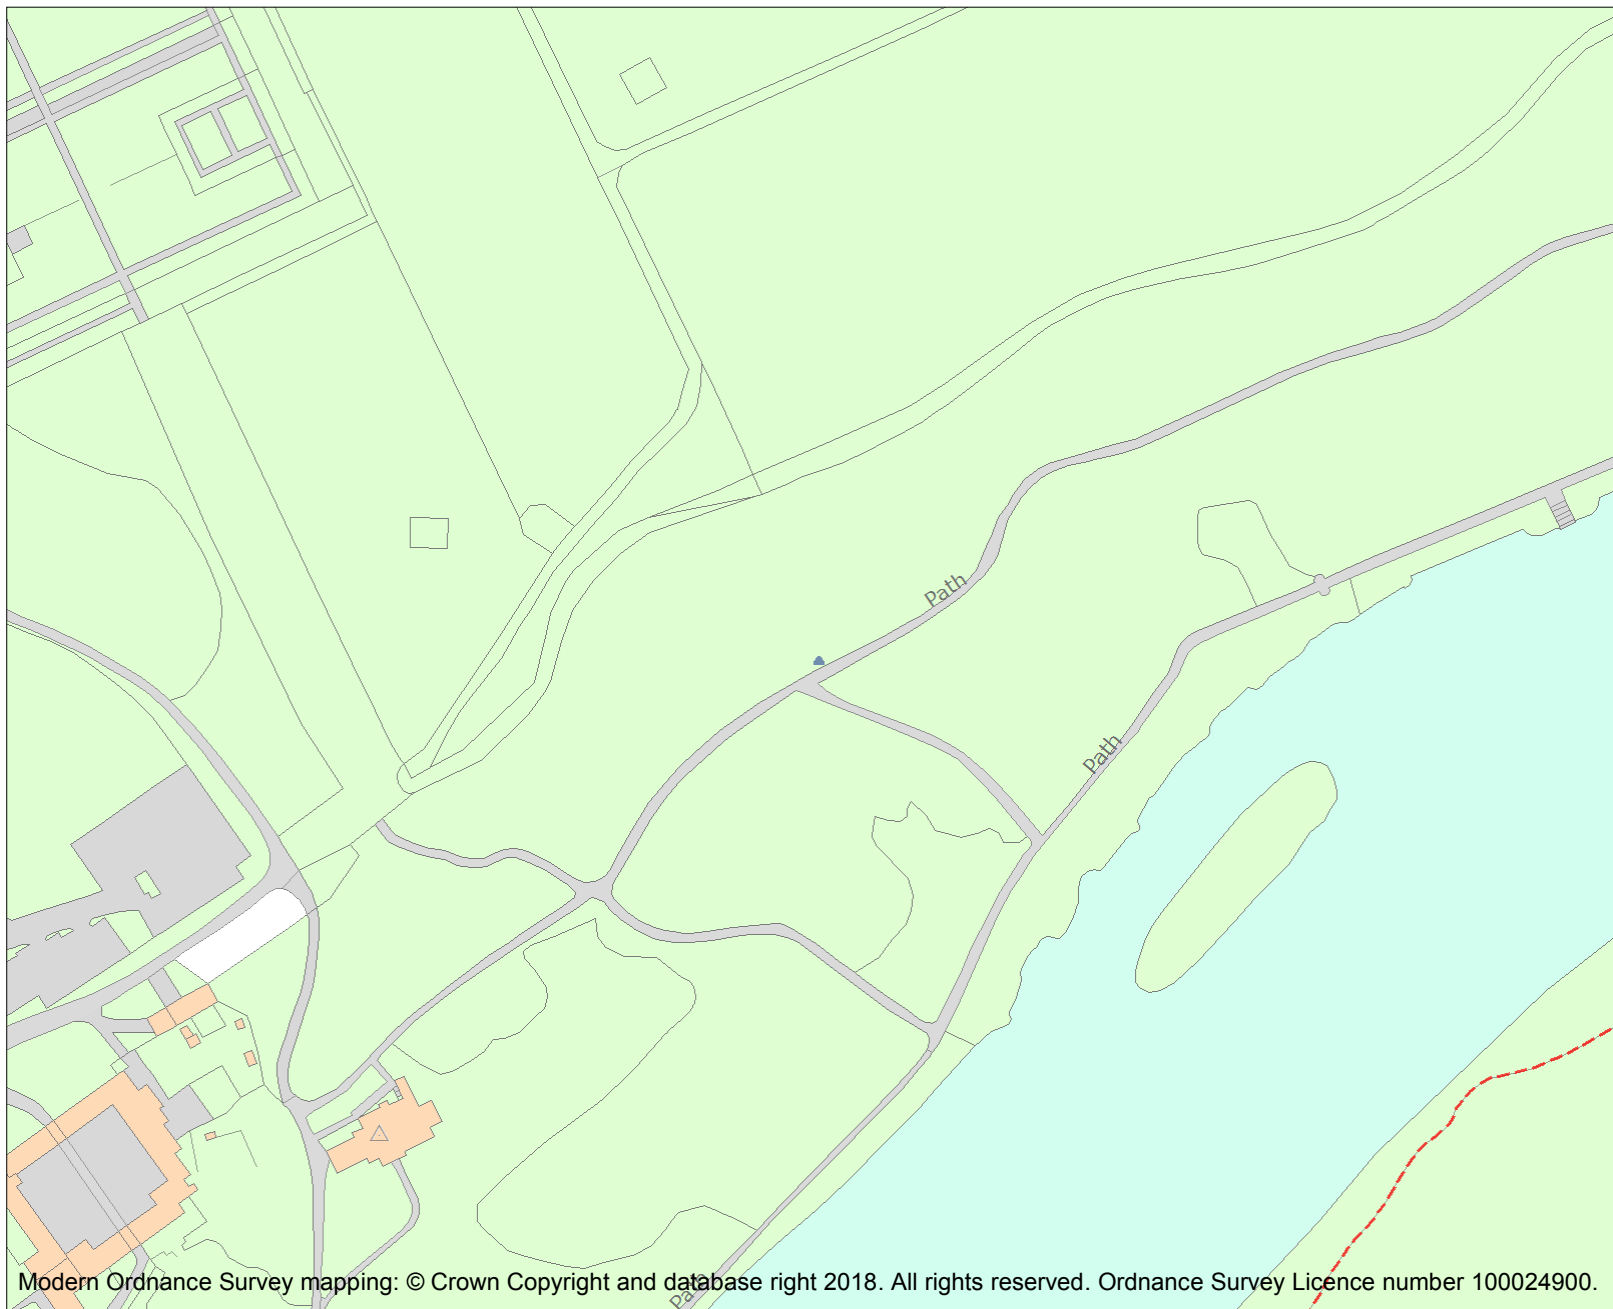 Path
Path
Path
Modern Ordnance Survey mapping: © Crown Copyright and database right 2018. All rights reserved. Ordnance Survey Licence number 100024900.